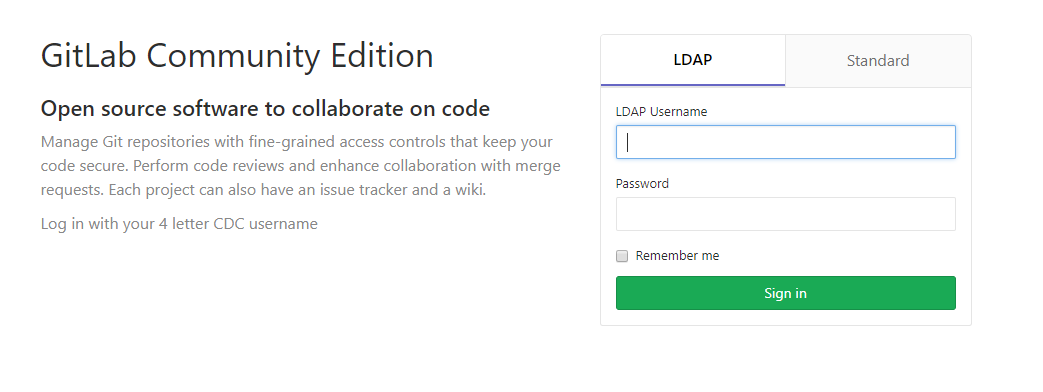 GitLab Community Edition
Open source software to collaborate on code
Manage Git repositories with fine-grained access controls that keep your
code secure. Perform code reviews and enhance collaboration with merge
requests. Each project can also have an issue tracker and a wiki.
Log in with your 4 letter CDC username
LDAP
Standard
LDAP Username
Password
Remember me
Sign in